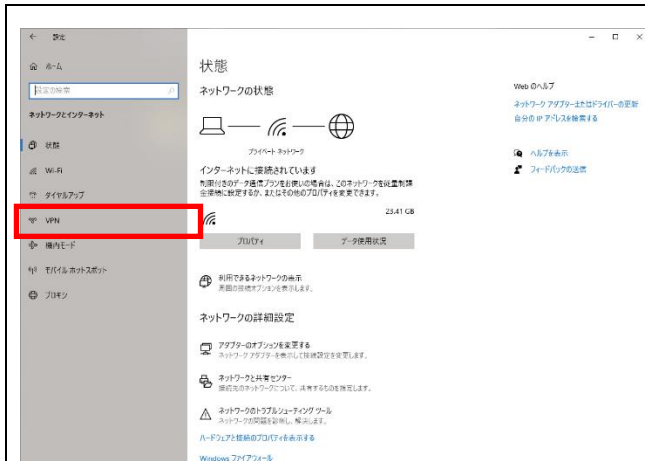 設定
ホーム
設定の検索
ネットワークとインターネット
状態
Wi-Fi
ダイヤルアップ
VPN
機内モード
モバイル ホットスポット
プロキシ
状態
ネットワークの状態
プライベート ネットワーク
インターネットに接続されています
制限付きのデータ通信プランをお使いの場合は、このネットワークを従量制課
金接続に設定するか、またはその他のプロパティを変更できます。
23.41 GB
プロパティ
データ使用状況
利用できるネットワークの表示
周囲の接続オプションを表示します。
ネットワークの詳細設定
アダプターのオプションを変更する
ネットワーク アダプターを表示して接続設定を変更します。
ネットワークと共有センター
接続先のネットワークについて、共有するものを指定します。
ネットワークのトラブルシューティング ツール
ネットワークの問題を診断し、解決します。
ハードウェアと接続のプロパティを表示する
Windows ファイアウォール
Web のヘルプ
ネットワーク アダプターまたはドライバーの更新
自分の IP アドレスを検索する
ヘルプを表示
フィードバックの送信